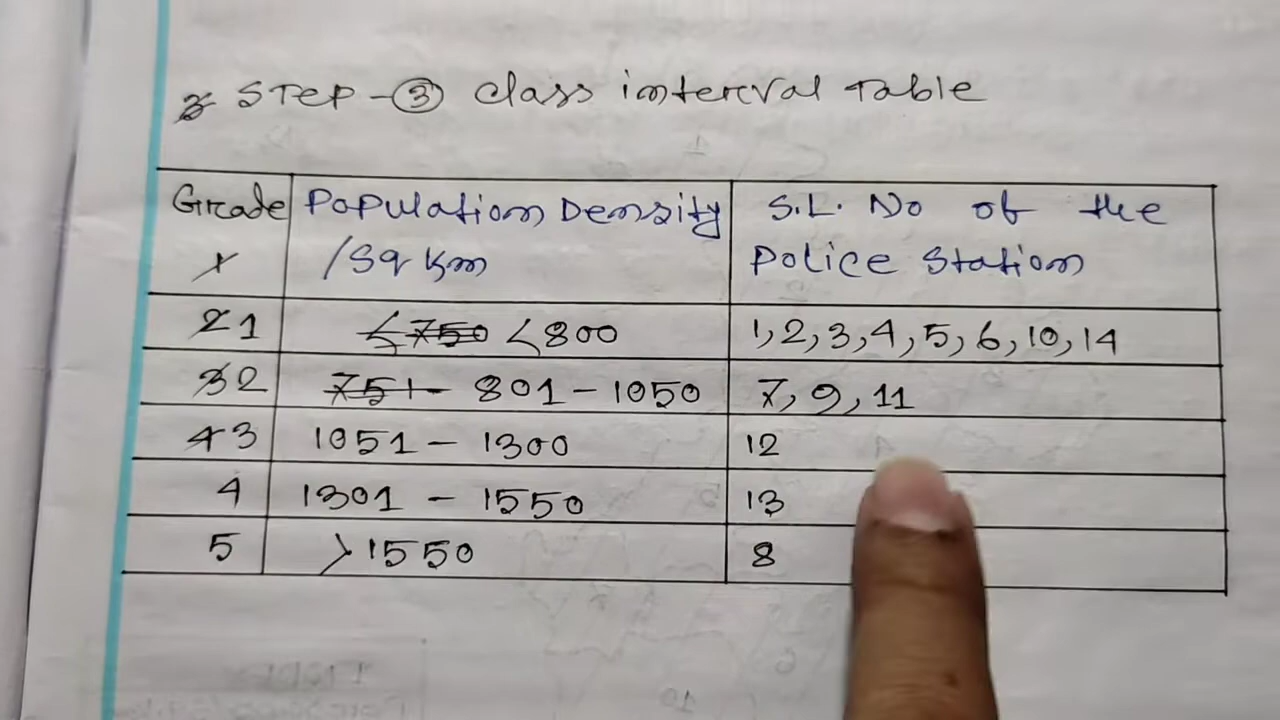 STEP-③ Class interval Table
Grade Population Density S.L. No of the
/Sq Km Police Station
1 <750 <800 1,2,3,4,5,6,10,14
2 751- 801-1050 7,9,11
3 1051-1300 12
4 1301-1550 13
5 >1550 8